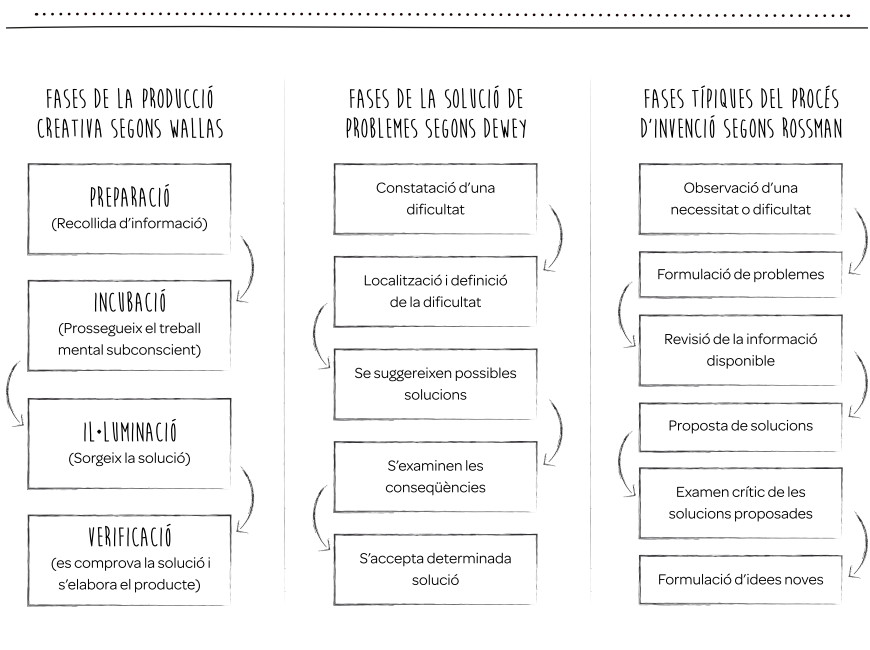 FASES DE LA PRODUCCIÓ
CREATIVA SEGONS WALLAS
PREPARACIÓ
(Recollida d'informació)
INCUBACIÓ
(Prossegueix el treball
mental subconscient)
IL•LUMINACIÓ
(Sorgeix la solució)
VERIFICACIÓ
(es comprova la solució i
s'elabora el producte)
FASES DE LA SOLUCIÓ DE
PROBLEMES SEGONS DEWEY
Constatació d'una
dificultat
Localització i definició
de la dificultat
Se suggereixen possibles
solucions
S'examinen les
conseqüències
S'accepta determinada
solució
FASES TÍPIQUES DEL PROCÉS
D'INVENCIÓ SEGONS ROSSMAN
Observació d'una
necessitat o dificultat
Formulació de problemes
Revisió de la informació
disponible
Proposta de solucions
Examen crític de les
solucions proposades
Formulació d'idees noves